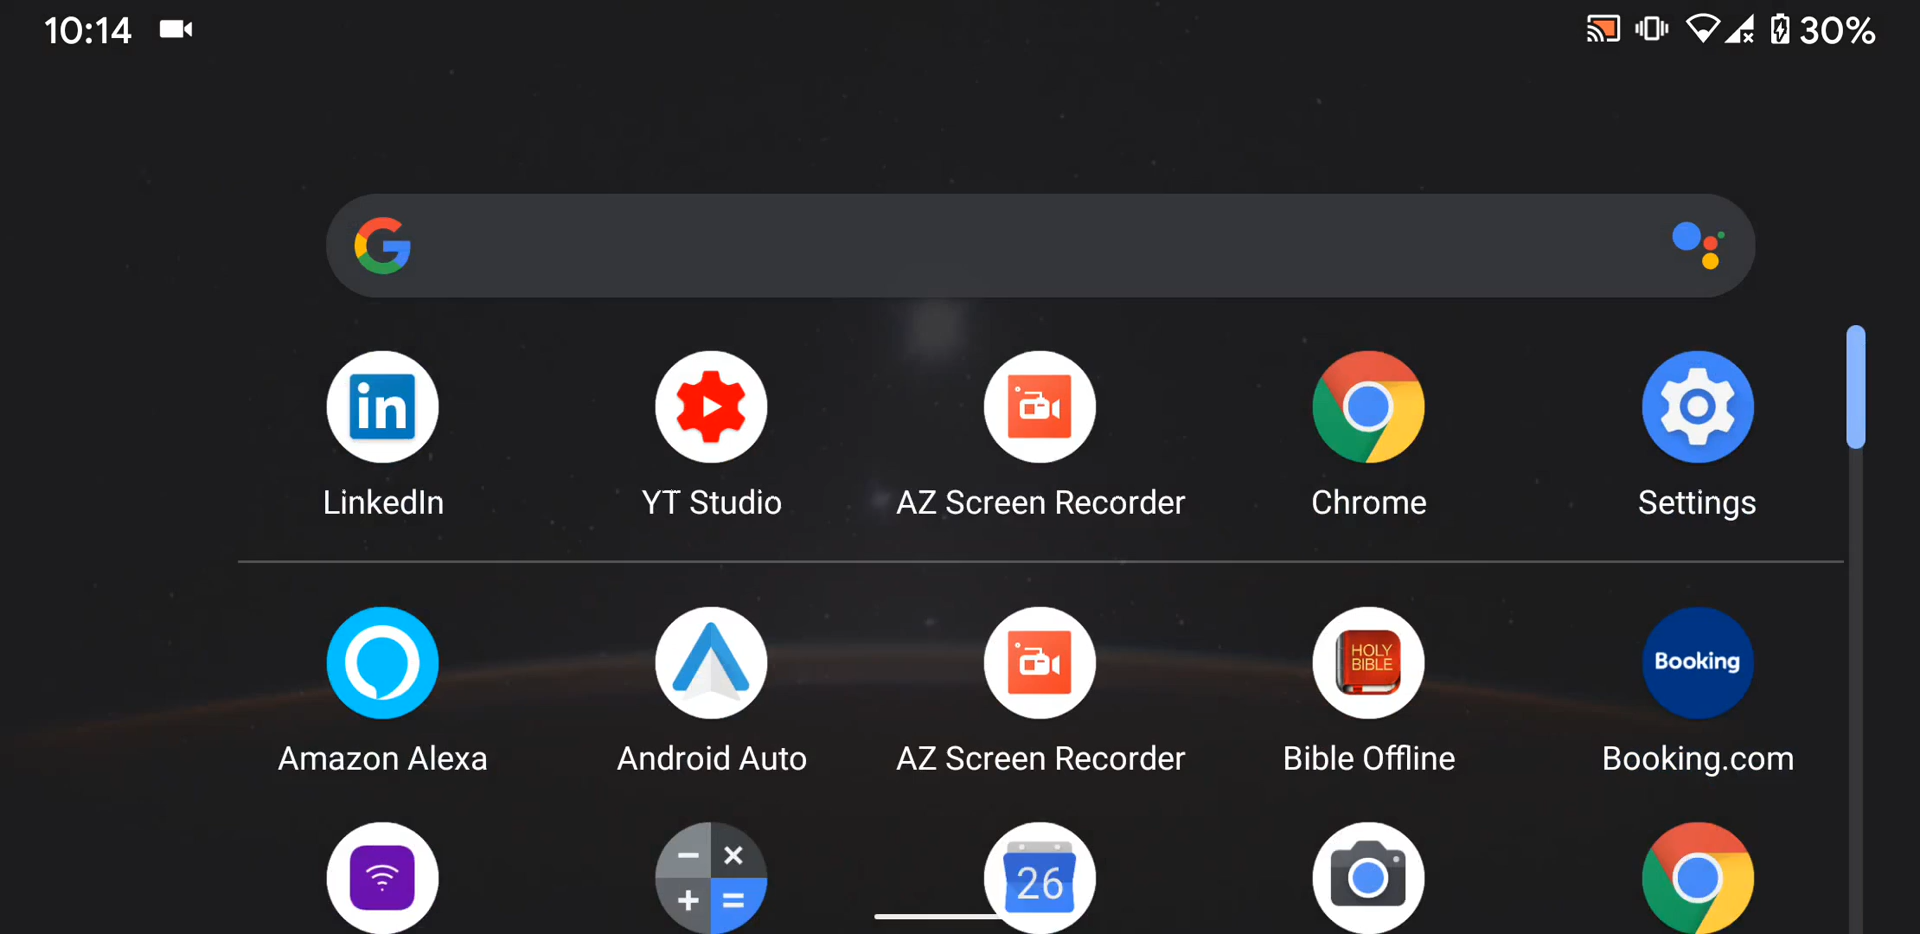 10:14 30%
LinkedIn YT Studio AZ Screen Recorder Chrome Settings
HOLY
BIBLE
Booking
Amazon Alexa Android Auto AZ Screen Recorder Bible Offline Booking.com
26